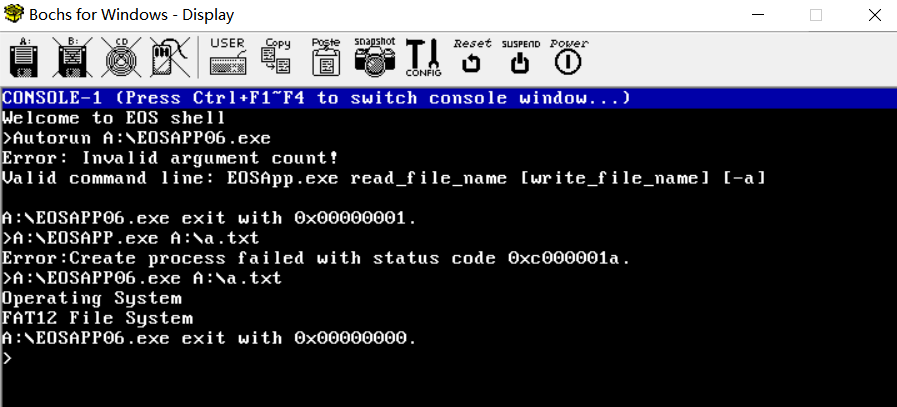 Bochs for Windows - Display
A: B: CD USER Copy Paste snapshot CONFIG Reset SUSPEND Power
CONSOLE-1 (Press Ctrl+F1~F4 to switch console window...)
Welcome to EOS shell
>Autorun A:\EOSAPP06.exe
Error: Invalid argument count!
Valid command line: EOSApp.exe read_file_name [write_file_name] [-a]
A:\EOSAPP06.exe exit with 0x00000001.
>A:\EOSAPP.exe A:\a.txt
Error:Create process failed with status code 0xc000001a.
>A:\EOSAPP06.exe A:\a.txt
Operating System
FAT12 File System
A:\EOSAPP06.exe exit with 0x00000000.
>